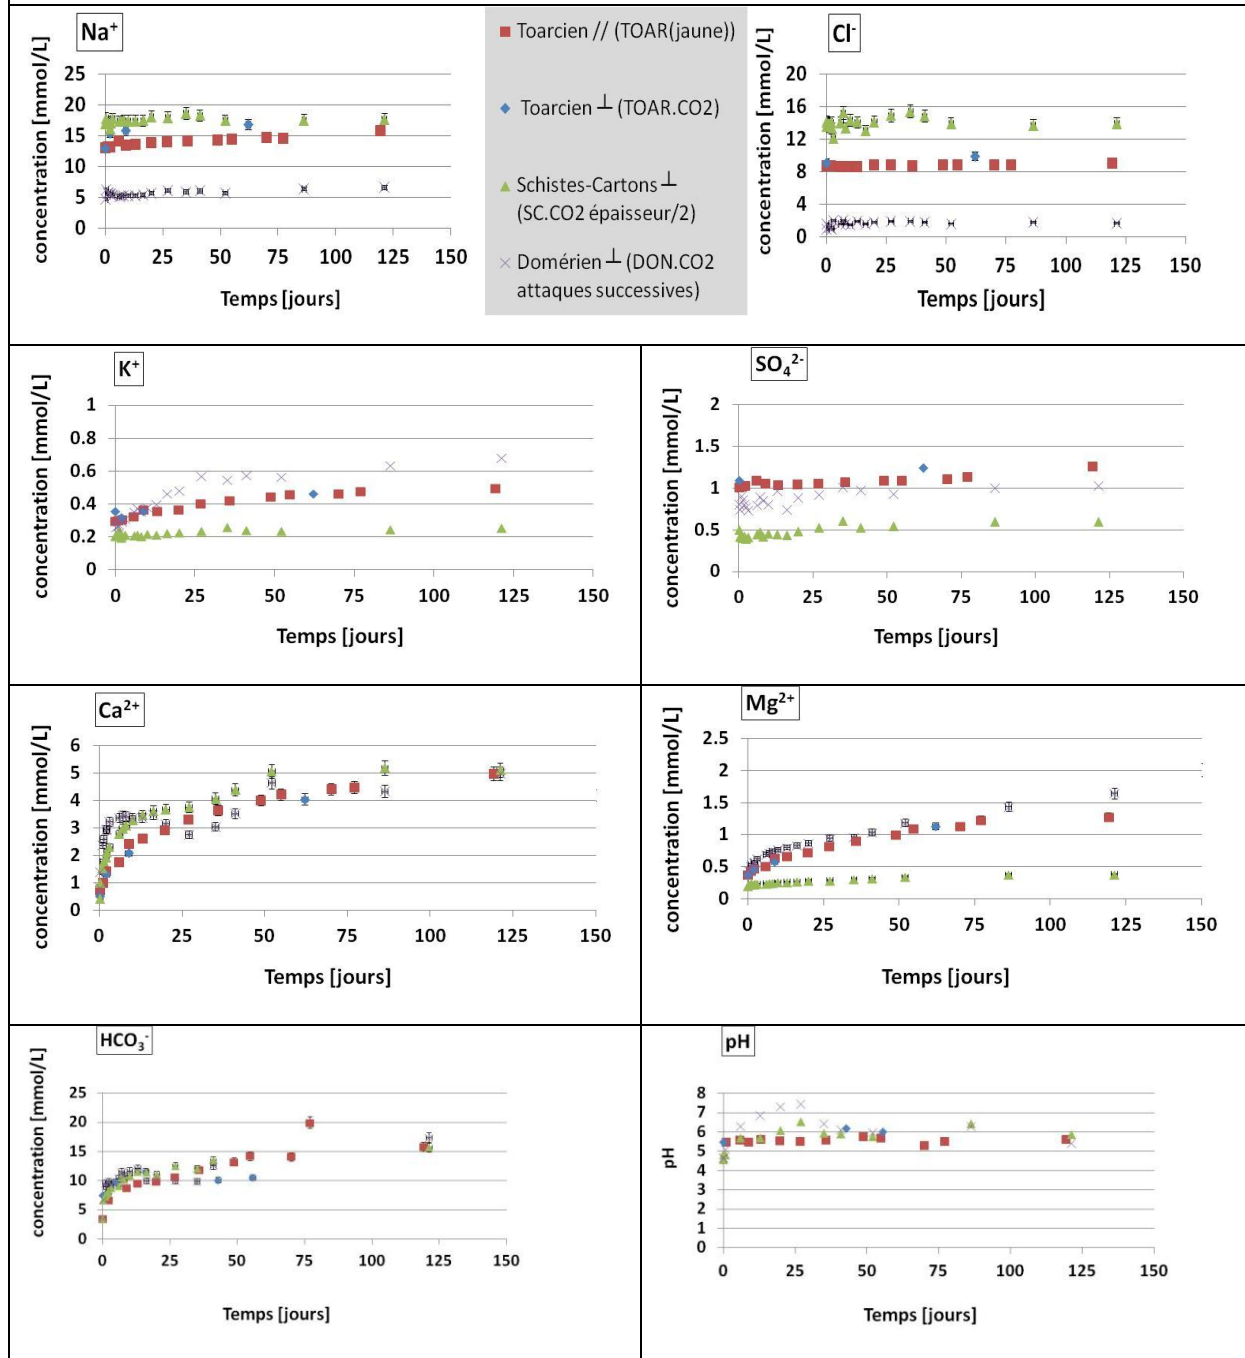 Na⁺
concentration [mmol/L]
25
20
15
10
5
0
0 25 50 75 100 125 150
Temps [jours]
Toarcien // (TOAR(jaune))
Toarcien ┴ (TOAR.CO2)
Schistes-Cartons ┴
(SC.CO2 épaisseur/2)
Domérien ┴ (DON.CO2
attaques successives)
Cl⁻
concentration [mmol/L]
20
16
12
8
4
0
0 25 50 75 100 125 150
Temps [jours]
K⁺
concentration [mmol/L]
1
0.8
0.6
0.4
0.2
0
0 25 50 75 100 125 150
Temps [jours]
SO₄²⁻
concentration [mmol/L]
2
1.5
1
0.5
0
0 25 50 75 100 125 150
Temps [jours]
Ca²⁺
concentration [mmol/L]
6
5
4
3
2
1
0
0 25 50 75 100 125 150
Temps [jours]
Mg²⁺
concentration [mmol/L]
2.5
2
1.5
1
0.5
0
0 25 50 75 100 125 150
Temps [jours]
HCO₃⁻
concentration [mmol/L]
25
20
15
10
5
0
0 25 50 75 100 125 150
Temps [jours]
pH
pH
8
7
6
5
4
3
2
1
0
0 25 50 75 100 125 150
Temps [jours]